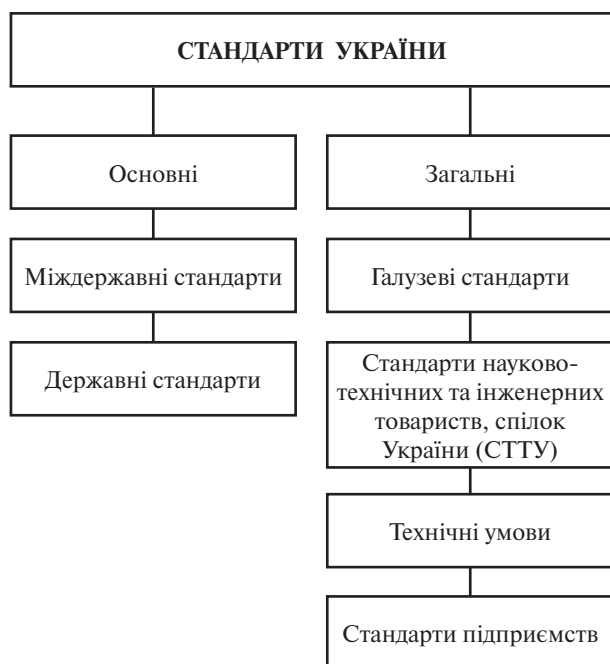 СТАНДАРТИ УКРАЇНИ
Основні
Загальні
Міждержавні стандарти
Галузеві стандарти
Державні стандарти
Стандарти науково-
технічних та інженерних
товариств, спілок
України (СТТУ)
Технічні умови
Стандарти підприємств